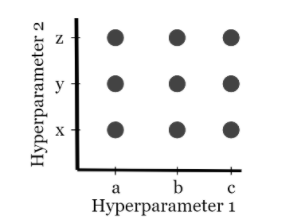 Hyperparameter 2
z
y
x
a b c
Hyperparameter 1